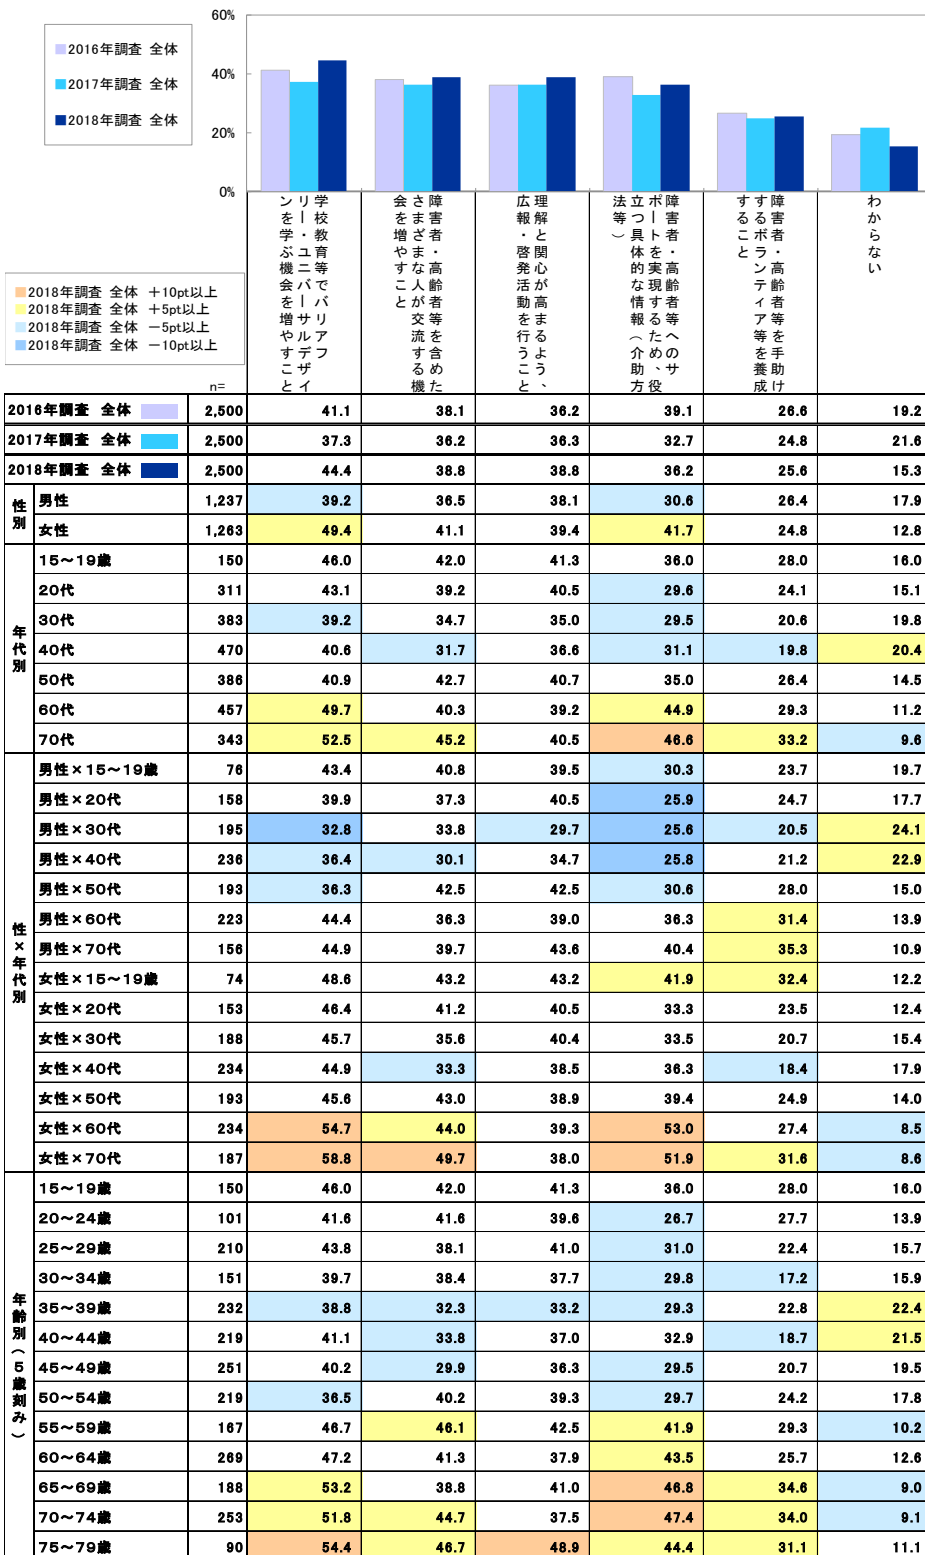 60%
40%
20%
0%
2016年調査 全体
2017年調査 全体
2018年調査 全体
学校教育等でバリアフ
リー・ユニバーサルデザイ
ンを学ぶ機会を増やすこと
障害者・高齢者等を含めた
さまざまな人が交流する機
会を増やすこと
理解と関心が高まるよう、
広報・啓発活動を行うこと
障害者・高齢者等へのサ
ポートを実現するため、役
立つ具体的な情報(介助方
法等)
障害者・高齢者等を手助け
するボランティア等を養成
すること
わからない
2018年調査 全体 +10pt以上
2018年調査 全体 +5pt以上
2018年調査 全体 -5pt以上
2018年調査 全体 -10pt以上
n=
2016年調査 全体 2,500 41.1 38.1 36.2 39.1 26.6 19.2
2017年調査 全体 2,500 37.3 36.2 36.3 32.7 24.8 21.6
2018年調査 全体 2,500 44.4 38.8 38.8 36.2 25.6 15.3
性別
男性 1,237 39.2 36.5 38.1 30.6 26.4 17.9
女性 1,263 49.4 41.1 39.4 41.7 24.8 12.8
年代別
15~19歳 150 46.0 42.0 41.3 36.0 28.0 16.0
20代 311 43.1 39.2 40.5 29.6 24.1 15.1
30代 383 39.2 34.7 35.0 29.5 20.6 19.8
40代 470 40.6 31.7 36.6 31.1 19.8 20.4
50代 386 40.9 42.7 40.7 35.0 26.4 14.5
60代 457 49.7 40.3 39.2 44.9 29.3 11.2
70代 343 52.5 45.2 40.5 46.6 33.2 9.6
性×年代別
男性×15~19歳 76 43.4 40.8 39.5 30.3 23.7 19.7
男性×20代 158 39.9 37.3 40.5 25.9 24.7 17.7
男性×30代 195 32.8 33.8 29.7 25.6 20.5 24.1
男性×40代 236 36.4 30.1 34.7 25.8 21.2 22.9
男性×50代 193 36.3 42.5 42.5 30.6 28.0 15.0
男性×60代 223 44.4 36.3 39.0 36.3 31.4 13.9
男性×70代 156 44.9 39.7 43.6 40.4 35.3 10.9
女性×15~19歳 74 48.6 43.2 43.2 41.9 32.4 12.2
女性×20代 153 46.4 41.2 40.5 33.3 23.5 12.4
女性×30代 188 45.7 35.6 40.4 33.5 20.7 15.4
女性×40代 234 44.9 33.3 38.5 36.3 18.4 17.9
女性×50代 193 45.6 43.0 38.9 39.4 24.9 14.0
女性×60代 234 54.7 44.0 39.3 53.0 27.4 8.5
女性×70代 187 58.8 49.7 38.0 51.9 31.6 8.6
年齢別(5歳刻み)
15~19歳 150 46.0 42.0 41.3 36.0 28.0 16.0
20~24歳 101 41.6 41.6 39.6 26.7 27.7 13.9
25~29歳 210 43.8 38.1 41.0 31.0 22.4 15.7
30~34歳 151 39.7 38.4 37.7 29.8 17.2 15.9
35~39歳 232 38.8 32.3 33.2 29.3 22.8 22.4
40~44歳 219 41.1 33.8 37.0 32.9 18.7 21.5
45~49歳 251 40.2 29.9 36.3 29.5 20.7 19.5
50~54歳 219 36.5 40.2 39.3 29.7 24.2 17.8
55~59歳 167 46.7 46.1 42.5 41.9 29.3 10.2
60~64歳 269 47.2 41.3 37.9 43.5 25.7 12.6
65~69歳 188 53.2 38.8 41.0 46.8 34.6 9.0
70~74歳 253 51.8 44.7 37.5 47.4 34.0 9.1
75~79歳 90 54.4 46.7 48.9 44.4 31.1 11.1